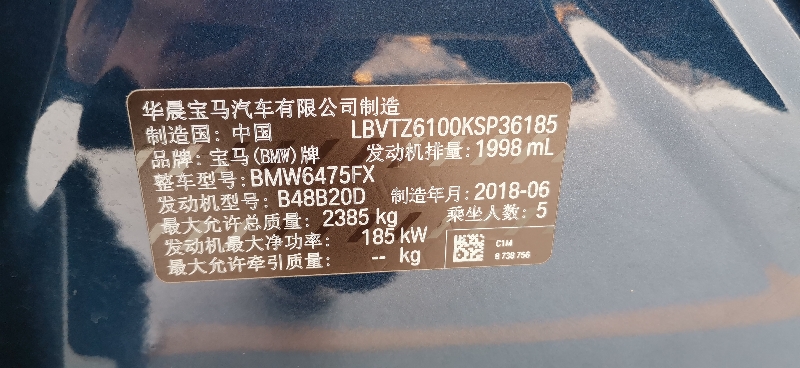 华晨宝马汽车有限公司制造
制造国: 中国 LBVTZ6100KSP36185
品牌: 宝马(BMW)牌 发动机排量: 1998 mL
整车型号: BMW6475FX
发动机型号: B48B20D 制造年月: 2018-06
最大允许总质量: 2385 kg 乘坐人数: 5
发动机最大净功率: 185 kW
最大允许牵引质量: -- kg
C1M
8 738 756